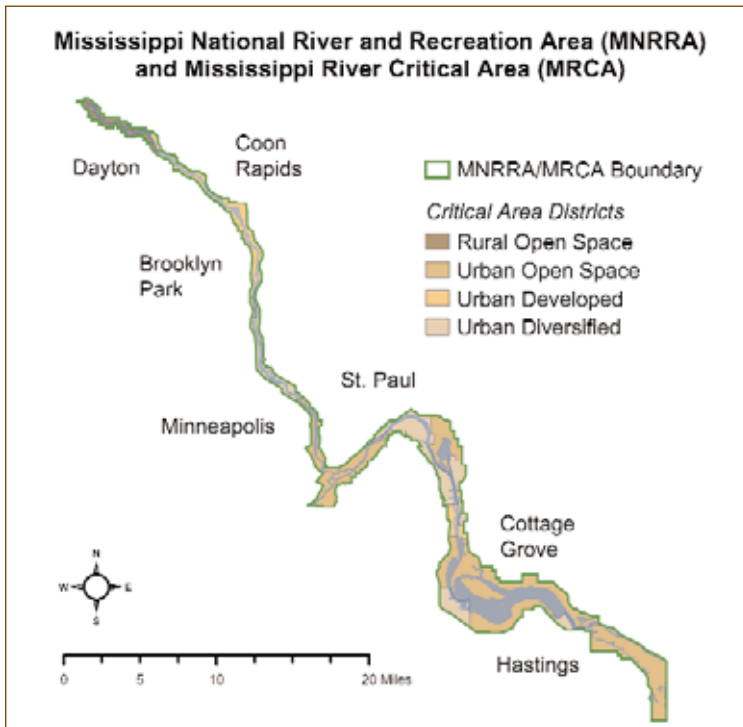 Mississippi National River and Recreation Area (MNRRA)
and Mississippi River Critical Area (MRCA)
Coon
Rapids
Dayton
MNRRA/MRCA Boundary
Critical Area Districts
Rural Open Space
Urban Open Space
Urban Developed
Urban Diversified
Brooklyn
Park
St. Paul
Minneapolis
Cottage
Grove
N
W E
S
Hastings
0 5 10 20 Miles